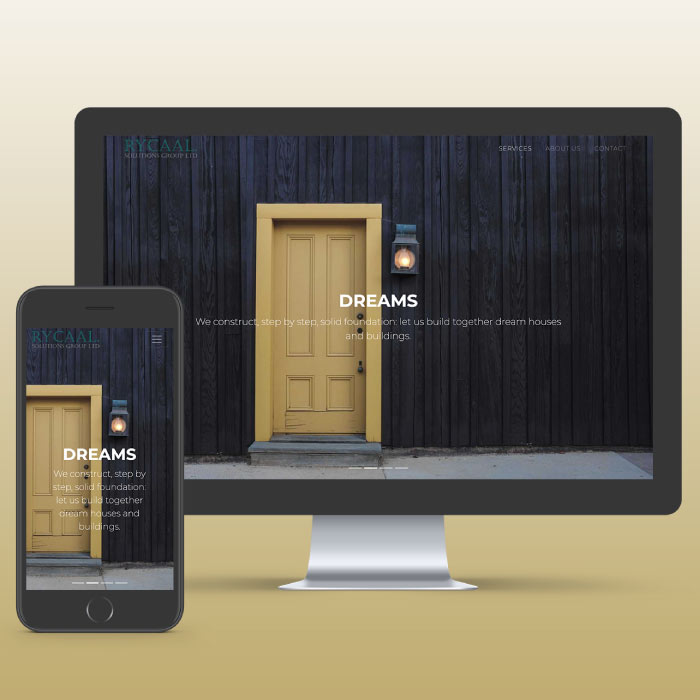 RYCAAL
SOLUTIONS GROUP LTD
SERVICES ABOUT US CONTACT
DREAMS
We construct, step by step, solid foundation: let us build together dream houses
and buildings.
RYCAAL
SOLUTIONS GROUP LTD
DREAMS
We construct, step by
step, solid foundation:
let us build together
dream houses and
buildings.